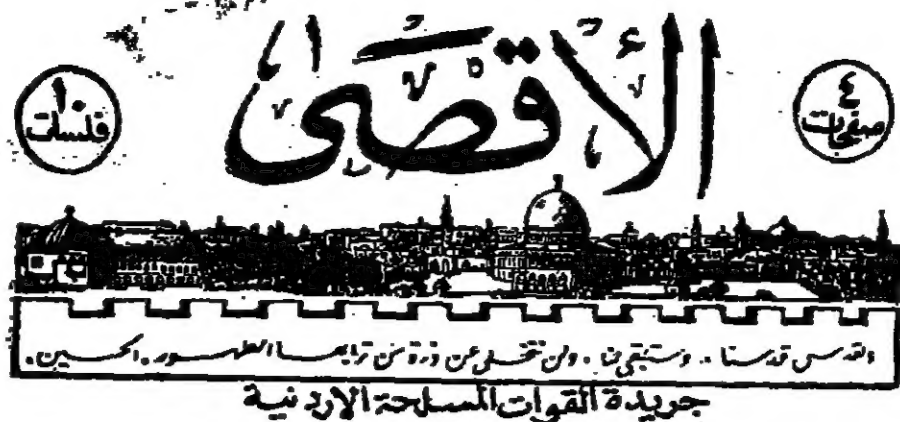 الأقصى
٤
صفحات
١٠
فلسات
القدس قدسنا .. وستبقى لنا . ولن نتخلى عن ذرة من ترابها الطهور . الحسين .
جريدة القوات المسلحة الاردنية